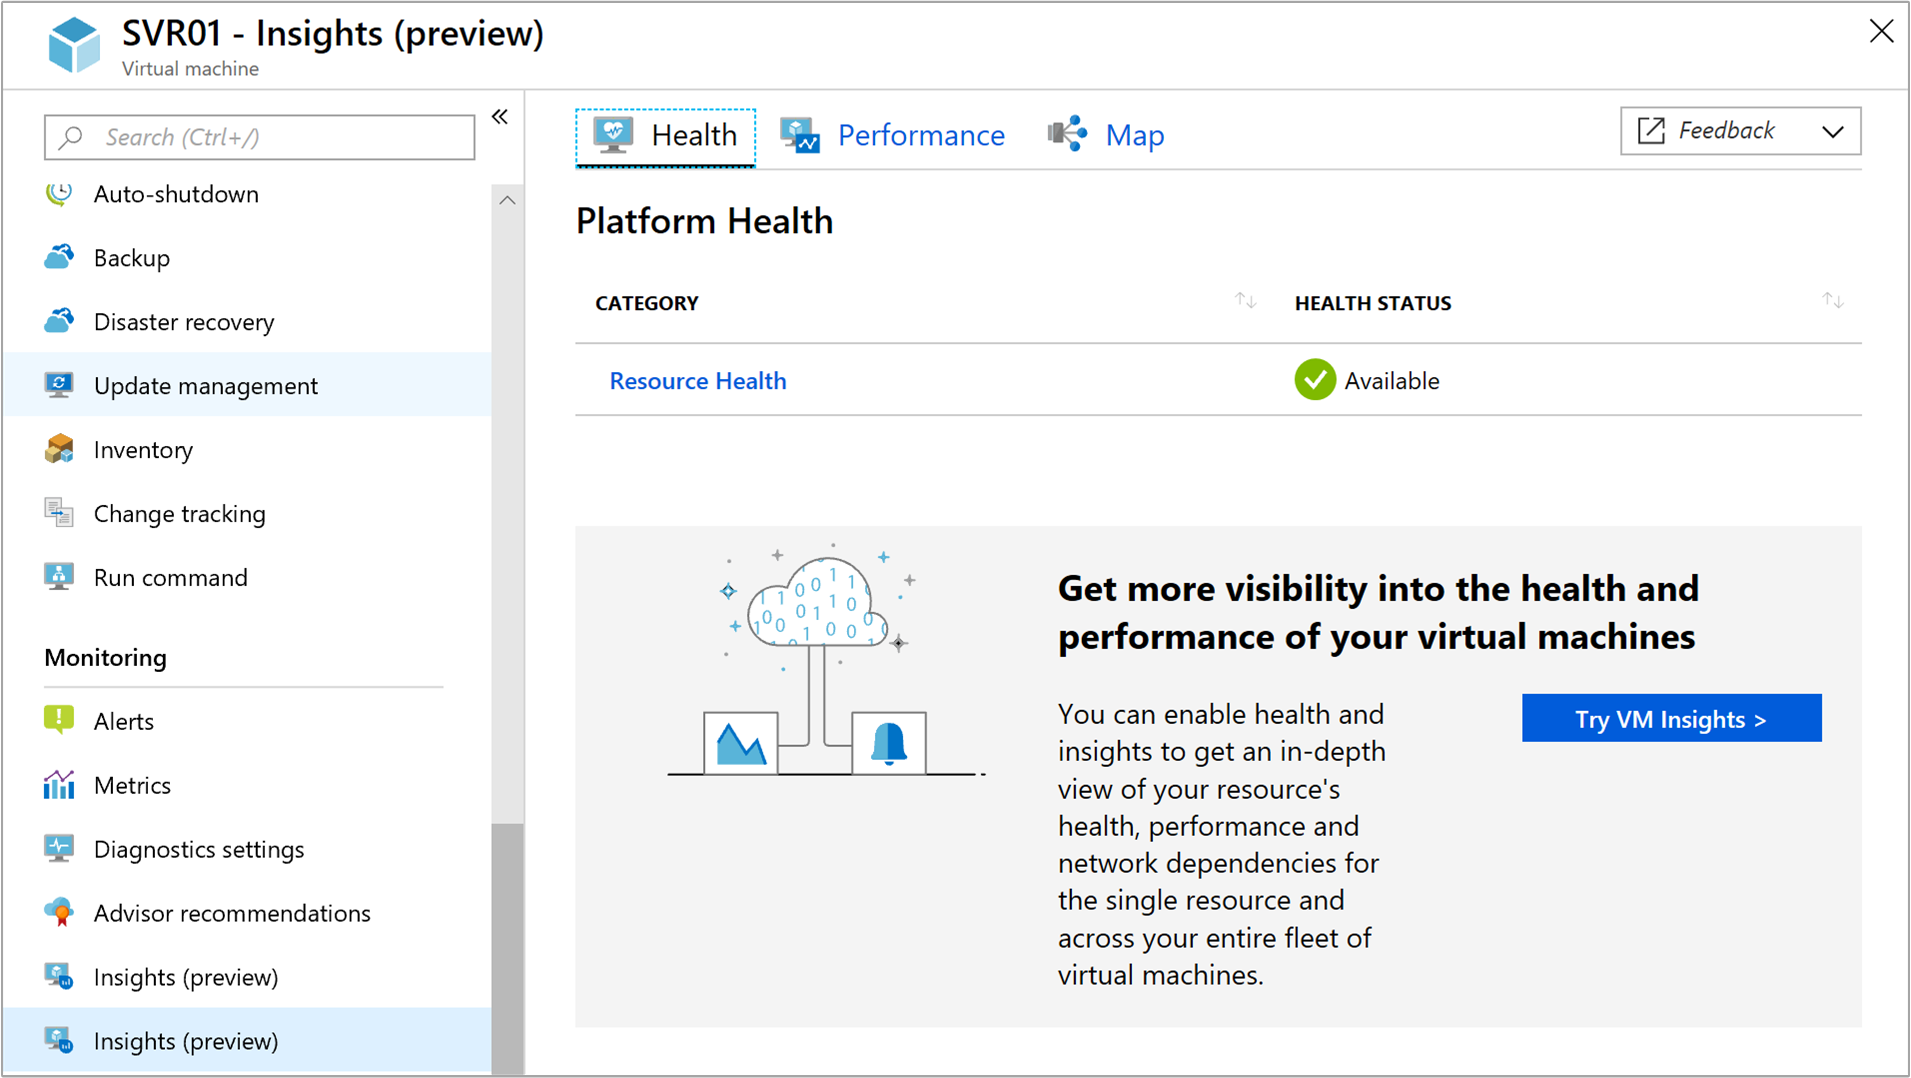 SVR01 - Insights (preview)
Virtual machine
Search (Ctrl+/)
«
Auto-shutdown
Backup
Disaster recovery
Update management
Inventory
Change tracking
Run command
Monitoring
Alerts
Metrics
Diagnostics settings
Advisor recommendations
Insights (preview)
Insights (preview)
Health
Performance
Map
Feedback
Platform Health
CATEGORY
HEALTH STATUS
Resource Health
Available
Get more visibility into the health and
performance of your virtual machines
You can enable health and
insights to get an in-depth
view of your resource's
health, performance and
network dependencies for
the single resource and
across your entire fleet of
virtual machines.
Try VM Insights >